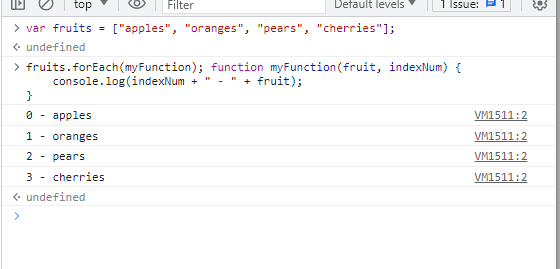 top Filter Default levels 1 Issue: 1
> var fruits = ["apples", "oranges", "pears", "cherries"];
undefined
> fruits.forEach(myFunction); function myFunction(fruit, indexNum) {
console.log(indexNum + " - " + fruit);
}
0 - apples VM1511:2
1 - oranges VM1511:2
2 - pears VM1511:2
3 - cherries VM1511:2
undefined
>